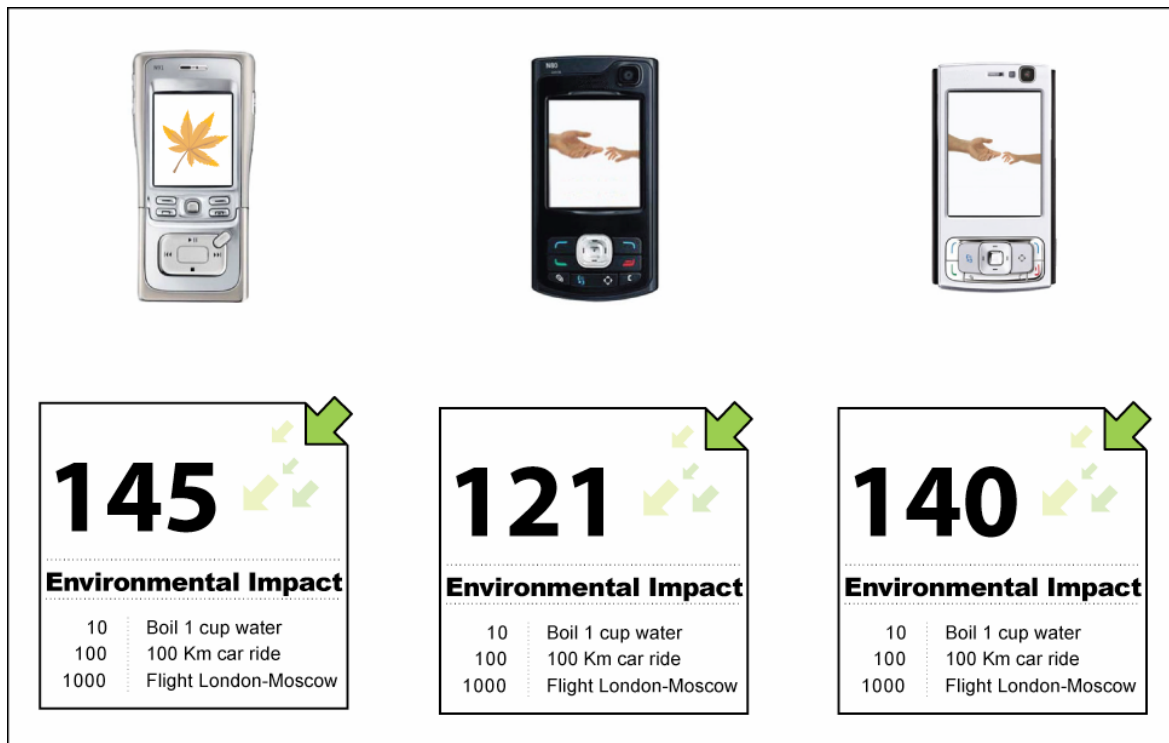 N91
N80
145
Environmental Impact
10 Boil 1 cup water
100 100 Km car ride
1000 Flight London-Moscow
121
Environmental Impact
10 Boil 1 cup water
100 100 Km car ride
1000 Flight London-Moscow
140
Environmental Impact
10 Boil 1 cup water
100 100 Km car ride
1000 Flight London-Moscow